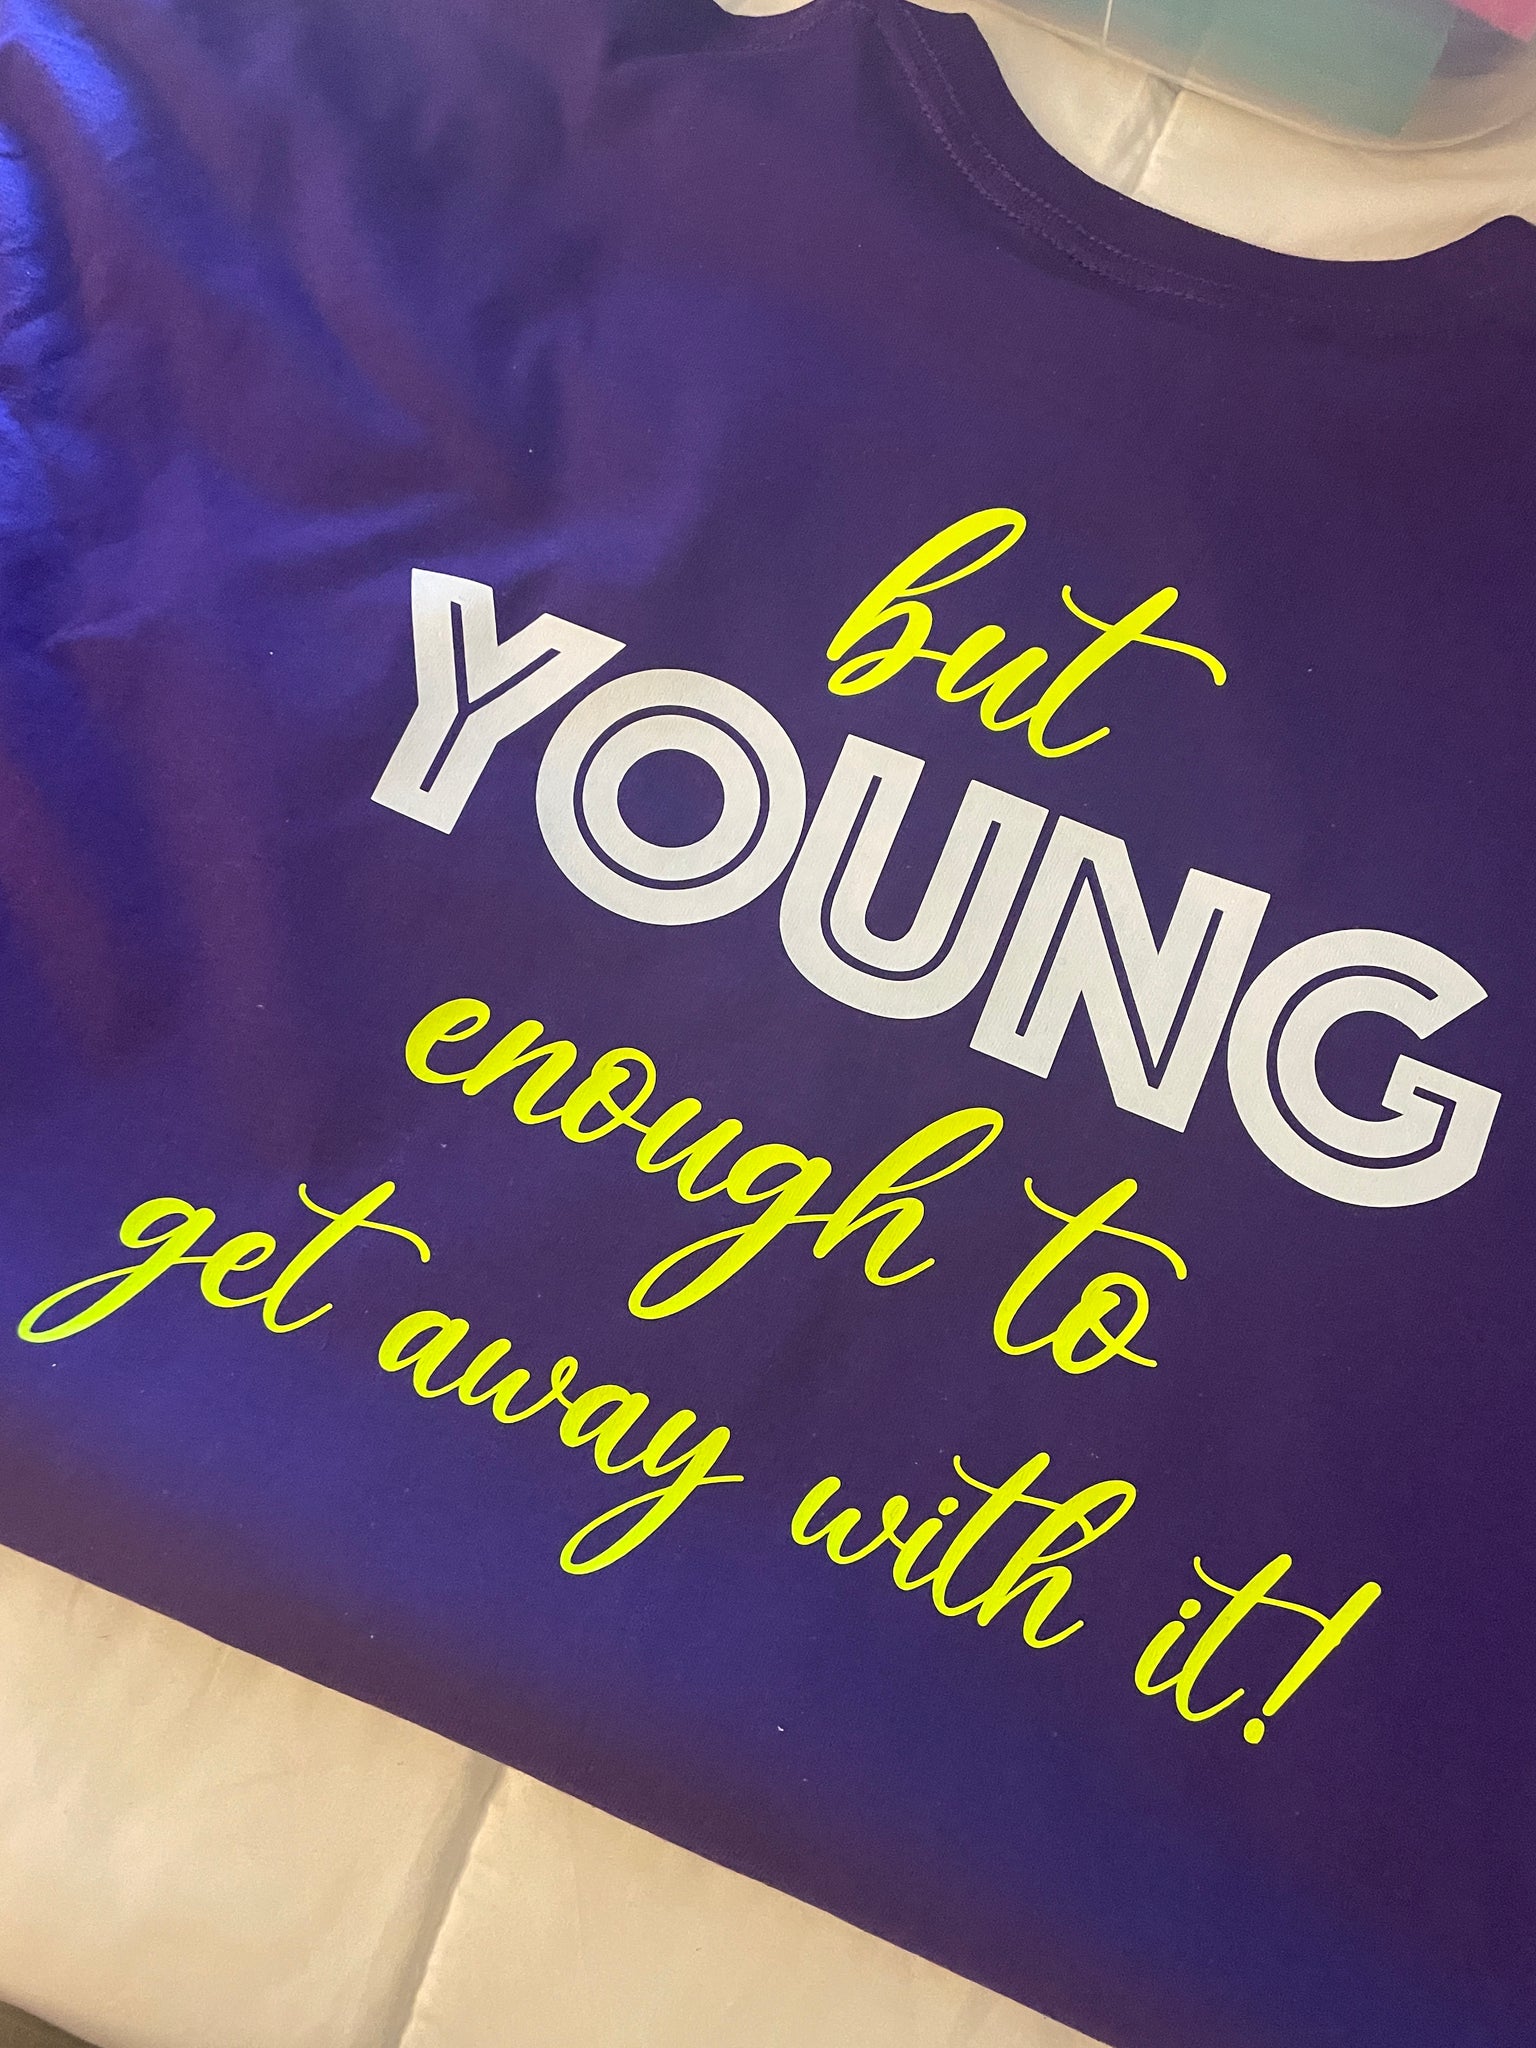 but
YOUNG
enough to
get away with it!